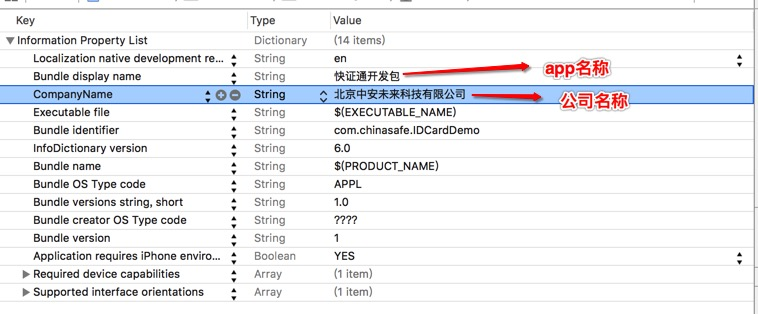 Key Type Value
Information Property List Dictionary (14 items)
Localization native development re... String en
Bundle display name String 快证通开发包 app名称
CompanyName String 北京中安未来科技有限公司 公司名称
Executable file String $(EXECUTABLE_NAME)
Bundle identifier String com.chinasafe.IDCardDemo
InfoDictionary version String 6.0
Bundle name String $(PRODUCT_NAME)
Bundle OS Type code String APPL
Bundle versions string, short String 1.0
Bundle creator OS Type code String ????
Bundle version String 1
Application requires iPhone enviro... Boolean YES
Required device capabilities Array (1 item)
Supported interface orientations Array (1 item)